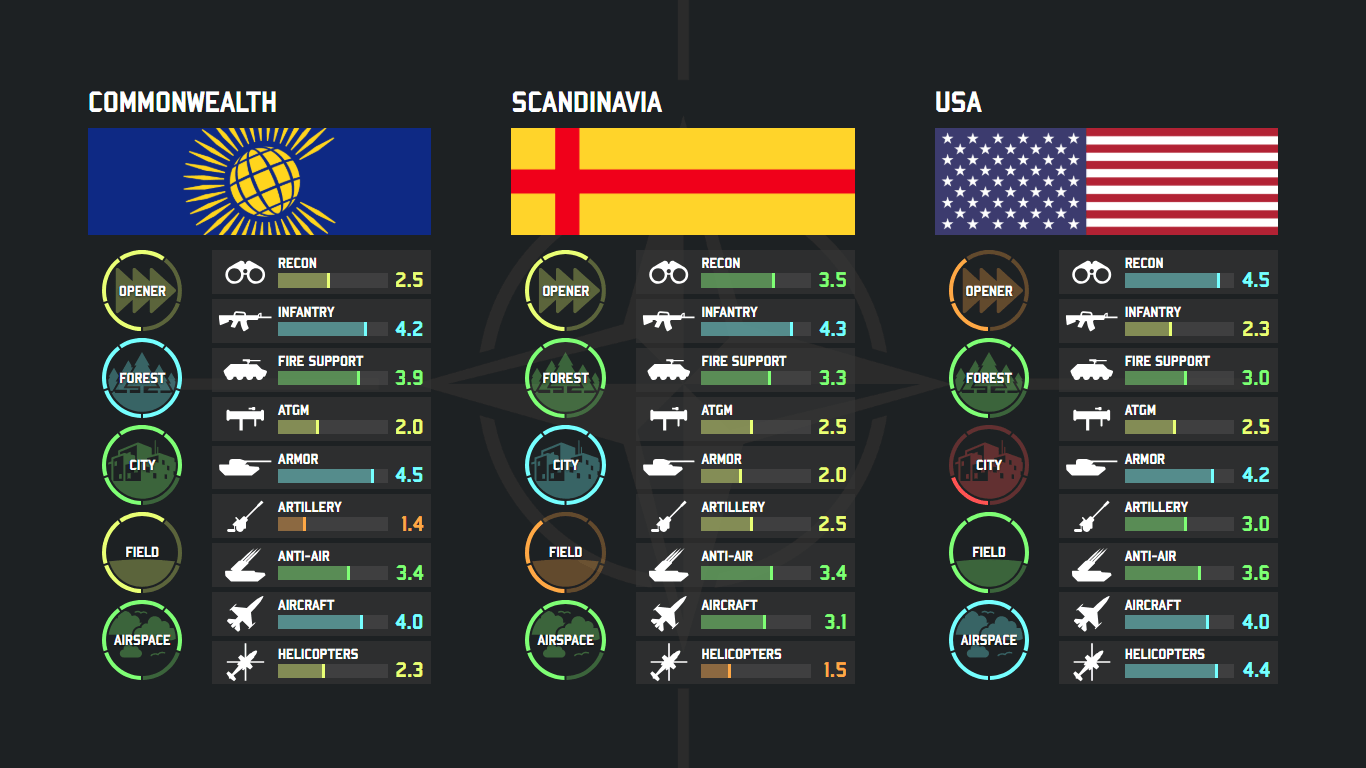 COMMONWEALTH
OPENER
FOREST
CITY
FIELD
AIRSPACE
RECON
2.5
INFANTRY
4.2
FIRE SUPPORT
3.9
ATGM
2.0
ARMOR
4.5
ARTILLERY
1.4
ANTI-AIR
3.4
AIRCRAFT
4.0
HELICOPTERS
2.3
SCANDINAVIA
OPENER
FOREST
CITY
FIELD
AIRSPACE
RECON
3.5
INFANTRY
4.3
FIRE SUPPORT
3.3
ATGM
2.5
ARMOR
2.0
ARTILLERY
2.5
ANTI-AIR
3.4
AIRCRAFT
3.1
HELICOPTERS
1.5
USA
OPENER
FOREST
CITY
FIELD
AIRSPACE
RECON
4.5
INFANTRY
2.3
FIRE SUPPORT
3.0
ATGM
2.5
ARMOR
4.2
ARTILLERY
3.0
ANTI-AIR
3.6
AIRCRAFT
4.0
HELICOPTERS
4.4